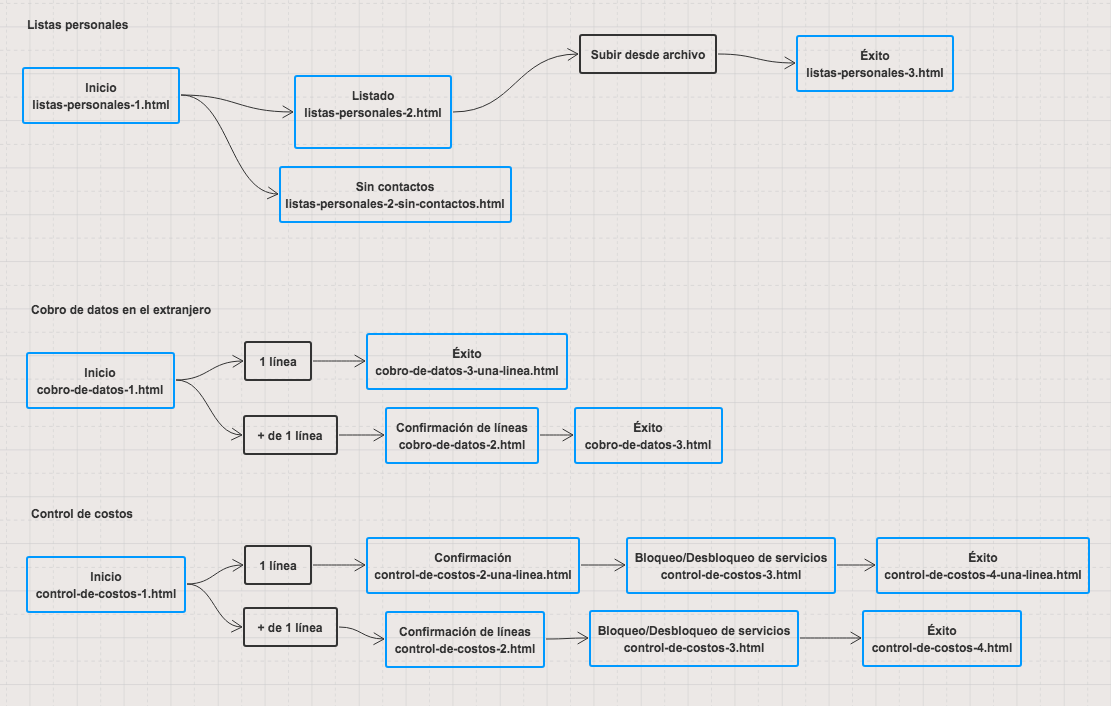 Listas personales
Inicio
listas-personales-1.html
Listado
listas-personales-2.html
Sin contactos
listas-personales-2-sin-contactos.html
Subir desde archivo
Éxito
listas-personales-3.html
Cobro de datos en el extranjero
Inicio
cobro-de-datos-1.html
1 línea
Éxito
cobro-de-datos-3-una-linea.html
+ de 1 línea
Confirmación de líneas
cobro-de-datos-2.html
Éxito
cobro-de-datos-3.html
Control de costos
Inicio
control-de-costos-1.html
1 línea
Confirmación
control-de-costos-2-una-linea.html
Bloqueo/Desbloqueo de servicios
control-de-costos-3.html
Éxito
control-de-costos-4-una-linea.html
+ de 1 línea
Confirmación de líneas
control-de-costos-2.html
Bloqueo/Desbloqueo de servicios
control-de-costos-3.html
Éxito
control-de-costos-4.html